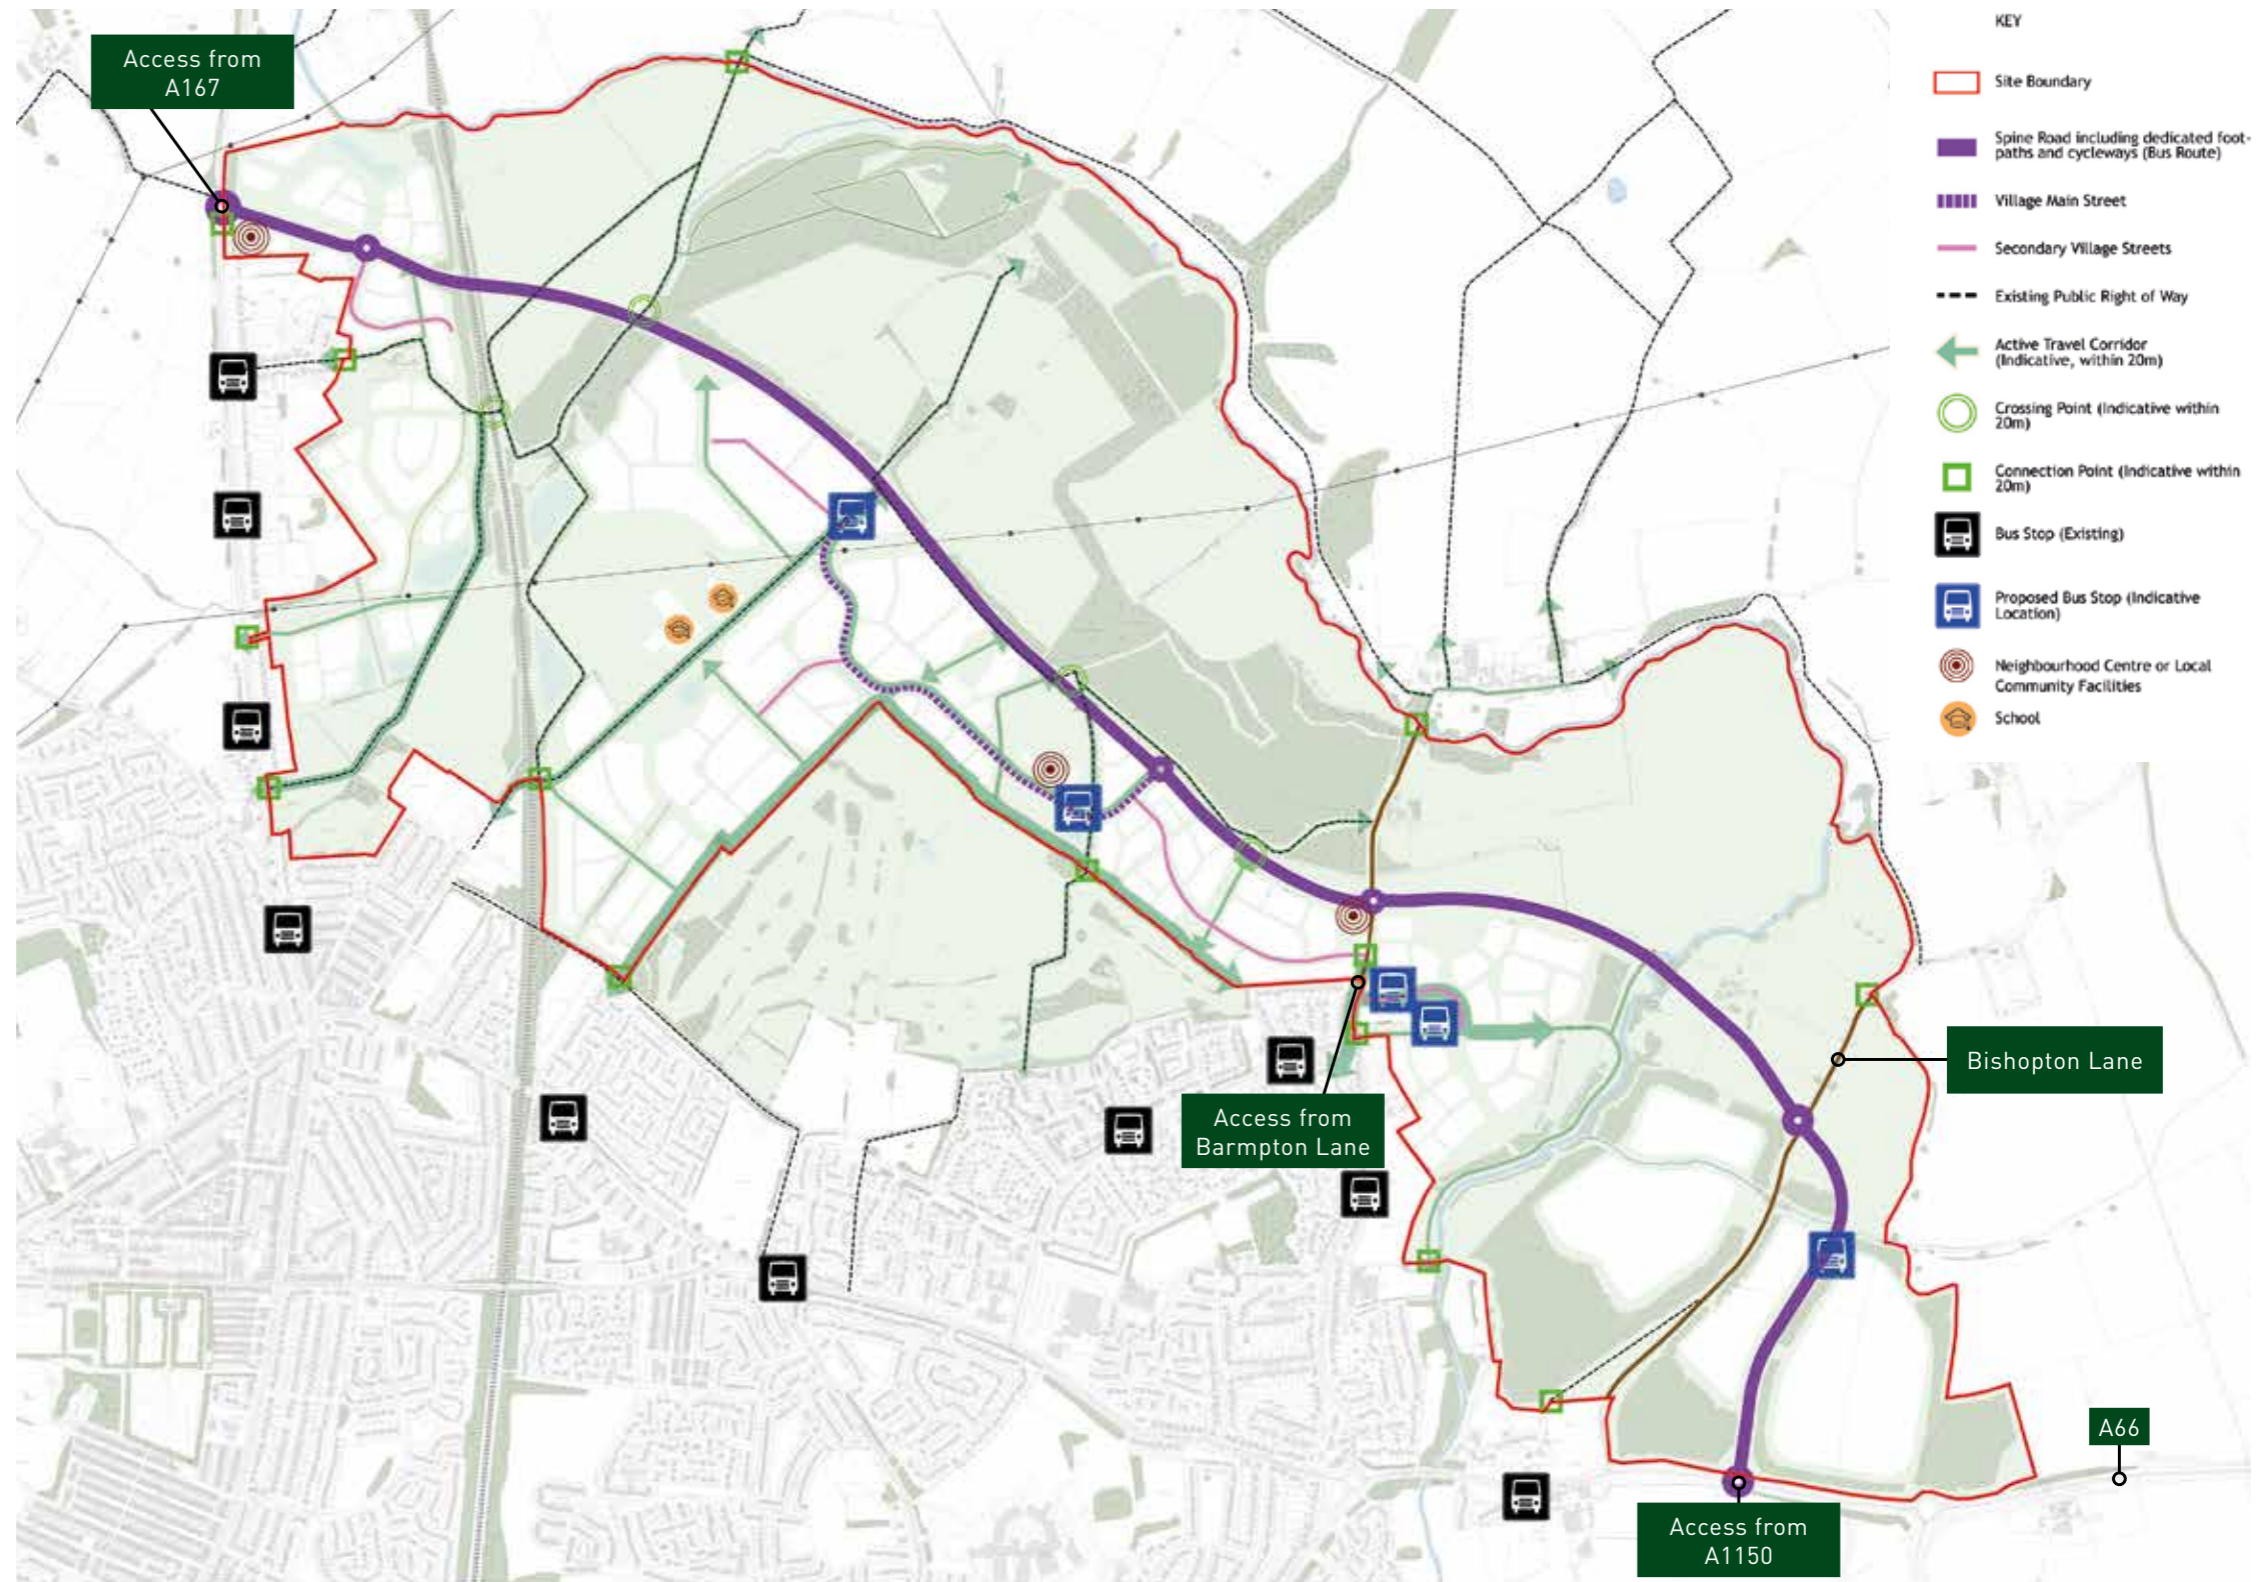 Access from
A167
KEY
Site Boundary
Spine Road including dedicated foot-
paths and cycleways (Bus Route)
Village Main Street
Secondary Village Streets
Existing Public Right of Way
Active Travel Corridor
(Indicative, within 20m)
Crossing Point (Indicative within
20m)
Connection Point (Indicative within
20m)
Bus Stop (Existing)
Proposed Bus Stop (Indicative
Location)
Neighbourhood Centre or Local
Community Facilities
School
Bishopton Lane
Access from
Barmpton Lane
A66
Access from
A1150